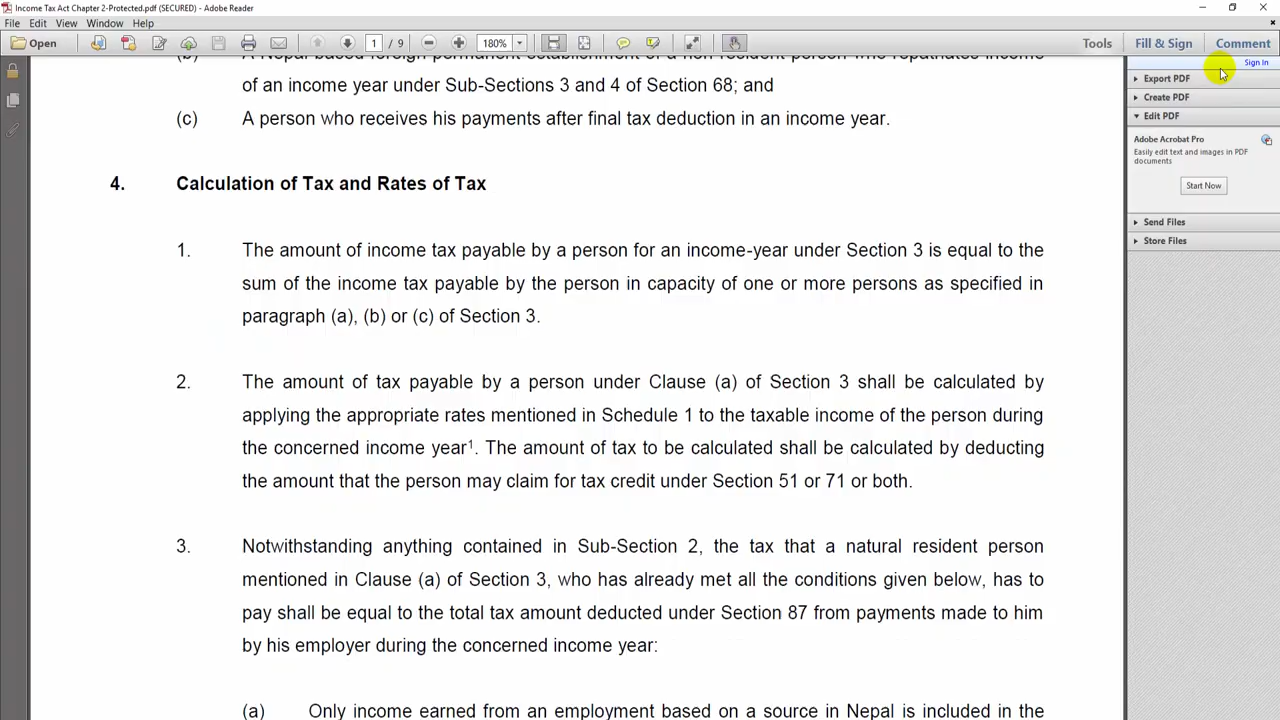 Income Tax Act Chapter 2-Protected.pdf (SECURED) - Adobe Reader
File Edit View Window Help
Open 1 / 9 180% Tools Fill & Sign Comment
Sign In
Export PDF
Create PDF
Edit PDF
Adobe Acrobat Pro
Easily edit text and images in PDF
documents
Start Now
Send Files
Store Files
(b) A Nepal based foreign permanent establishment of a non resident person who repatriates income
of an income year under Sub-Sections 3 and 4 of Section 68; and
(c) A person who receives his payments after final tax deduction in an income year.
4. Calculation of Tax and Rates of Tax
1. The amount of income tax payable by a person for an income-year under Section 3 is equal to the
sum of the income tax payable by the person in capacity of one or more persons as specified in
paragraph (a), (b) or (c) of Section 3.
2. The amount of tax payable by a person under Clause (a) of Section 3 shall be calculated by
applying the appropriate rates mentioned in Schedule 1 to the taxable income of the person during
the concerned income year¹. The amount of tax to be calculated shall be calculated by deducting
the amount that the person may claim for tax credit under Section 51 or 71 or both.
3. Notwithstanding anything contained in Sub-Section 2, the tax that a natural resident person
mentioned in Clause (a) of Section 3, who has already met all the conditions given below, has to
pay shall be equal to the total tax amount deducted under Section 87 from payments made to him
by his employer during the concerned income year:
(a) Only income earned from an employment based on a source in Nepal is included in the